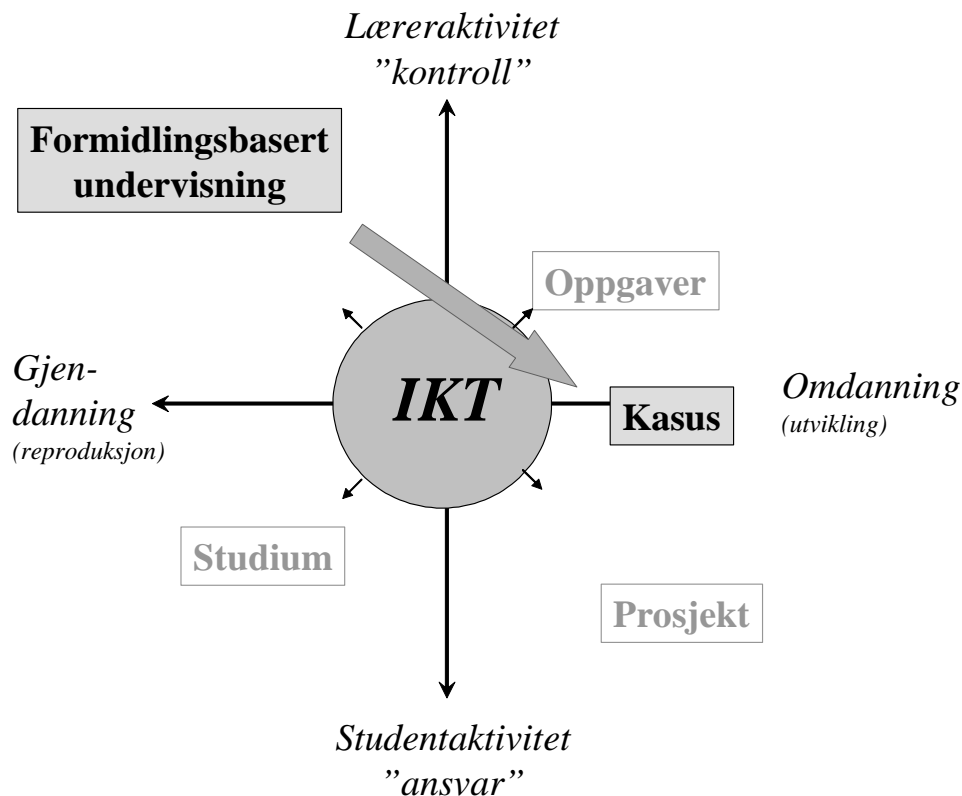 Læreraktivitet
”kontroll”
Formidlingsbasert
undervisning
Oppgaver
Gjen-
danning
(reproduksjon)
IKT
Kasus
Omdanning
(utvikling)
Studium
Prosjekt
Studentaktivitet
”ansvar”